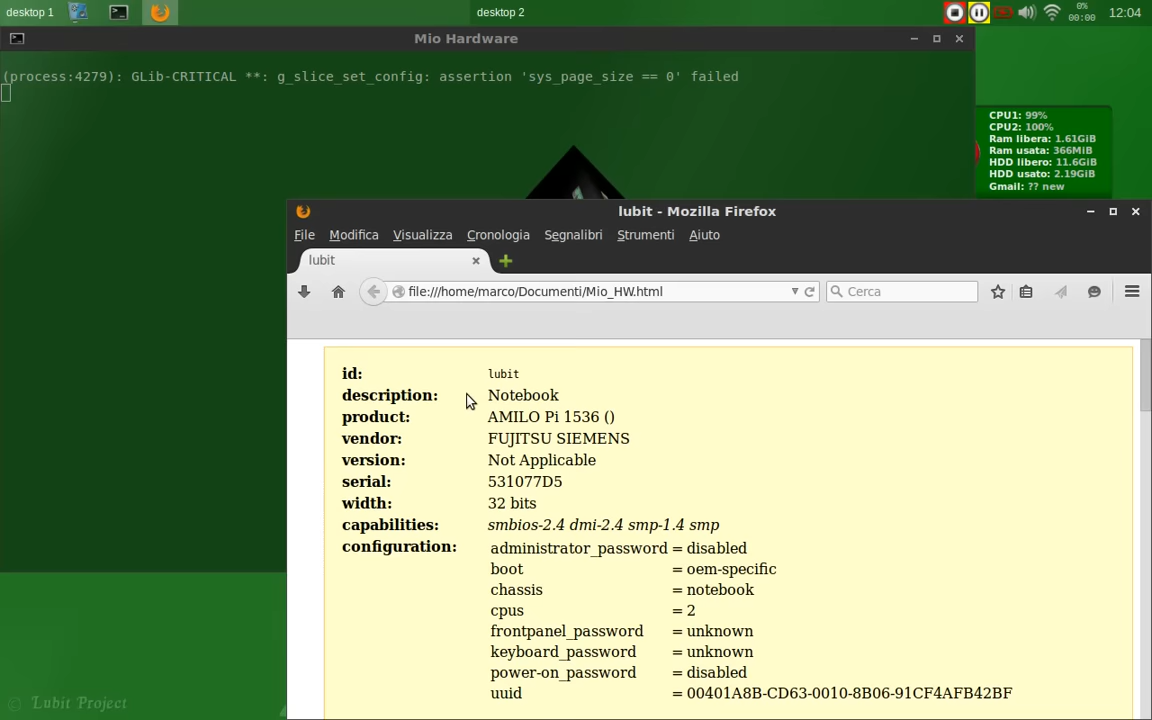 desktop 1
desktop 2
0%
00:00
12:04
Mio Hardware
(process:4279): GLib-CRITICAL **: g_slice_set_config: assertion 'sys_page_size == 0' failed
CPU1: 99%
CPU2: 100%
Ram libera: 1.61GiB
Ram usata: 366MiB
HDD libero: 11.6GiB
HDD usato: 2.19GiB
Gmail: ?? new
lubit - Mozilla Firefox
File Modifica Visualizza Cronologia Segnalibri Strumenti Aiuto
lubit
file:///home/marco/Documenti/Mio_HW.html
Cerca
id: lubit
description: Notebook
product: AMILO Pi 1536 ()
vendor: FUJITSU SIEMENS
version: Not Applicable
serial: 531077D5
width: 32 bits
capabilities: smbios-2.4 dmi-2.4 smp-1.4 smp
configuration: administrator_password = disabled
boot = oem-specific
chassis = notebook
cpus = 2
frontpanel_password = unknown
keyboard_password = unknown
power-on_password = disabled
uuid = 00401A8B-CD63-0010-8B06-91CF4AFB42BF
© Lubit Project